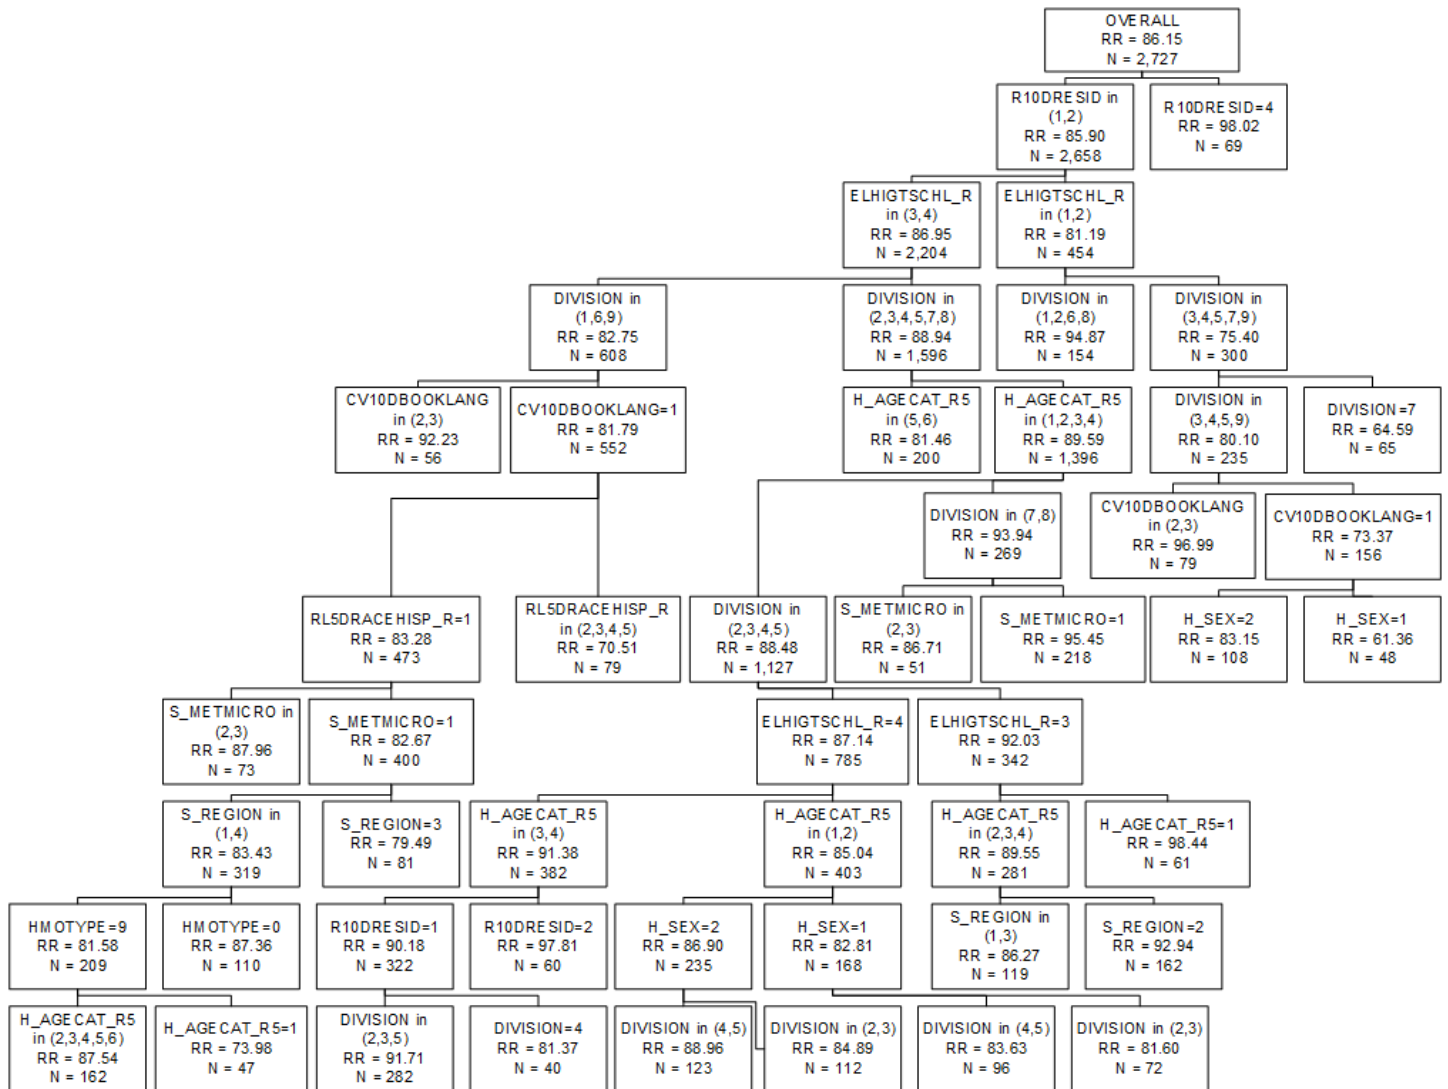 OVERALL
RR = 86.15
N = 2,727
R10DRESID in
(1,2)
RR = 85.90
N = 2,658
R10DRESID=4
RR = 98.02
N = 69
ELHIGTSCHL_R
in (3,4)
RR = 86.95
N = 2,204
ELHIGTSCHL_R
in (1,2)
RR = 81.19
N = 454
DIVISION in
(1,6,9)
RR = 82.75
N = 608
DIVISION in
(2,3,4,5,7,8)
RR = 88.94
N = 1,596
DIVISION in
(1,2,6,8)
RR = 94.87
N = 154
DIVISION in
(3,4,5,7,9)
RR = 75.40
N = 300
CV10DBOOKLANG
in (2,3)
RR = 92.23
N = 56
CV10DBOOKLANG=1
RR = 81.79
N = 552
H_AGECAT_R5
in (5,6)
RR = 81.46
N = 200
H_AGECAT_R5
in (1,2,3,4)
RR = 89.59
N = 1,396
DIVISION in
(3,4,5,9)
RR = 80.10
N = 235
DIVISION=7
RR = 64.59
N = 65
DIVISION in (7,8)
RR = 93.94
N = 269
CV10DBOOKLANG
in (2,3)
RR = 96.99
N = 79
CV10DBOOKLANG=1
RR = 73.37
N = 156
RL5DRACEHISP_R=1
RR = 83.28
N = 473
RL5DRACEHISP_R
in (2,3,4,5)
RR = 70.51
N = 79
DIVISION in
(2,3,4,5)
RR = 88.48
N = 1,127
S_METMICRO in
(2,3)
RR = 86.71
N = 51
S_METMICRO=1
RR = 95.45
N = 218
H_SEX=2
RR = 83.15
N = 108
H_SEX=1
RR = 61.36
N = 48
S_METMICRO in
(2,3)
RR = 87.96
N = 73
S_METMICRO=1
RR = 82.67
N = 400
ELHIGTSCHL_R=4
RR = 87.14
N = 785
ELHIGTSCHL_R=3
RR = 92.03
N = 342
S_REGION in
(1,4)
RR = 83.43
N = 319
S_REGION=3
RR = 79.49
N = 81
H_AGECAT_R5
in (3,4)
RR = 91.38
N = 382
H_AGECAT_R5
in (1,2)
RR = 85.04
N = 403
H_AGECAT_R5
in (2,3,4)
RR = 89.55
N = 281
H_AGECAT_R5=1
RR = 98.44
N = 61
HMOTYPE=9
RR = 81.58
N = 209
HMOTYPE=0
RR = 87.36
N = 110
R10DRESID=1
RR = 90.18
N = 322
R10DRESID=2
RR = 97.81
N = 60
H_SEX=2
RR = 86.90
N = 235
H_SEX=1
RR = 82.81
N = 168
S_REGION in
(1,3)
RR = 86.27
N = 119
S_REGION=2
RR = 92.94
N = 162
H_AGECAT_R5
in (2,3,4,5,6)
RR = 87.54
N = 162
H_AGECAT_R5=1
RR = 73.98
N = 47
DIVISION in
(2,3,5)
RR = 91.71
N = 282
DIVISION=4
RR = 81.37
N = 40
DIVISION in (4,5)
RR = 88.96
N = 123
DIVISION in (2,3)
RR = 84.89
N = 112
DIVISION in (4,5)
RR = 83.63
N = 96
DIVISION in (2,3)
RR = 81.60
N = 72